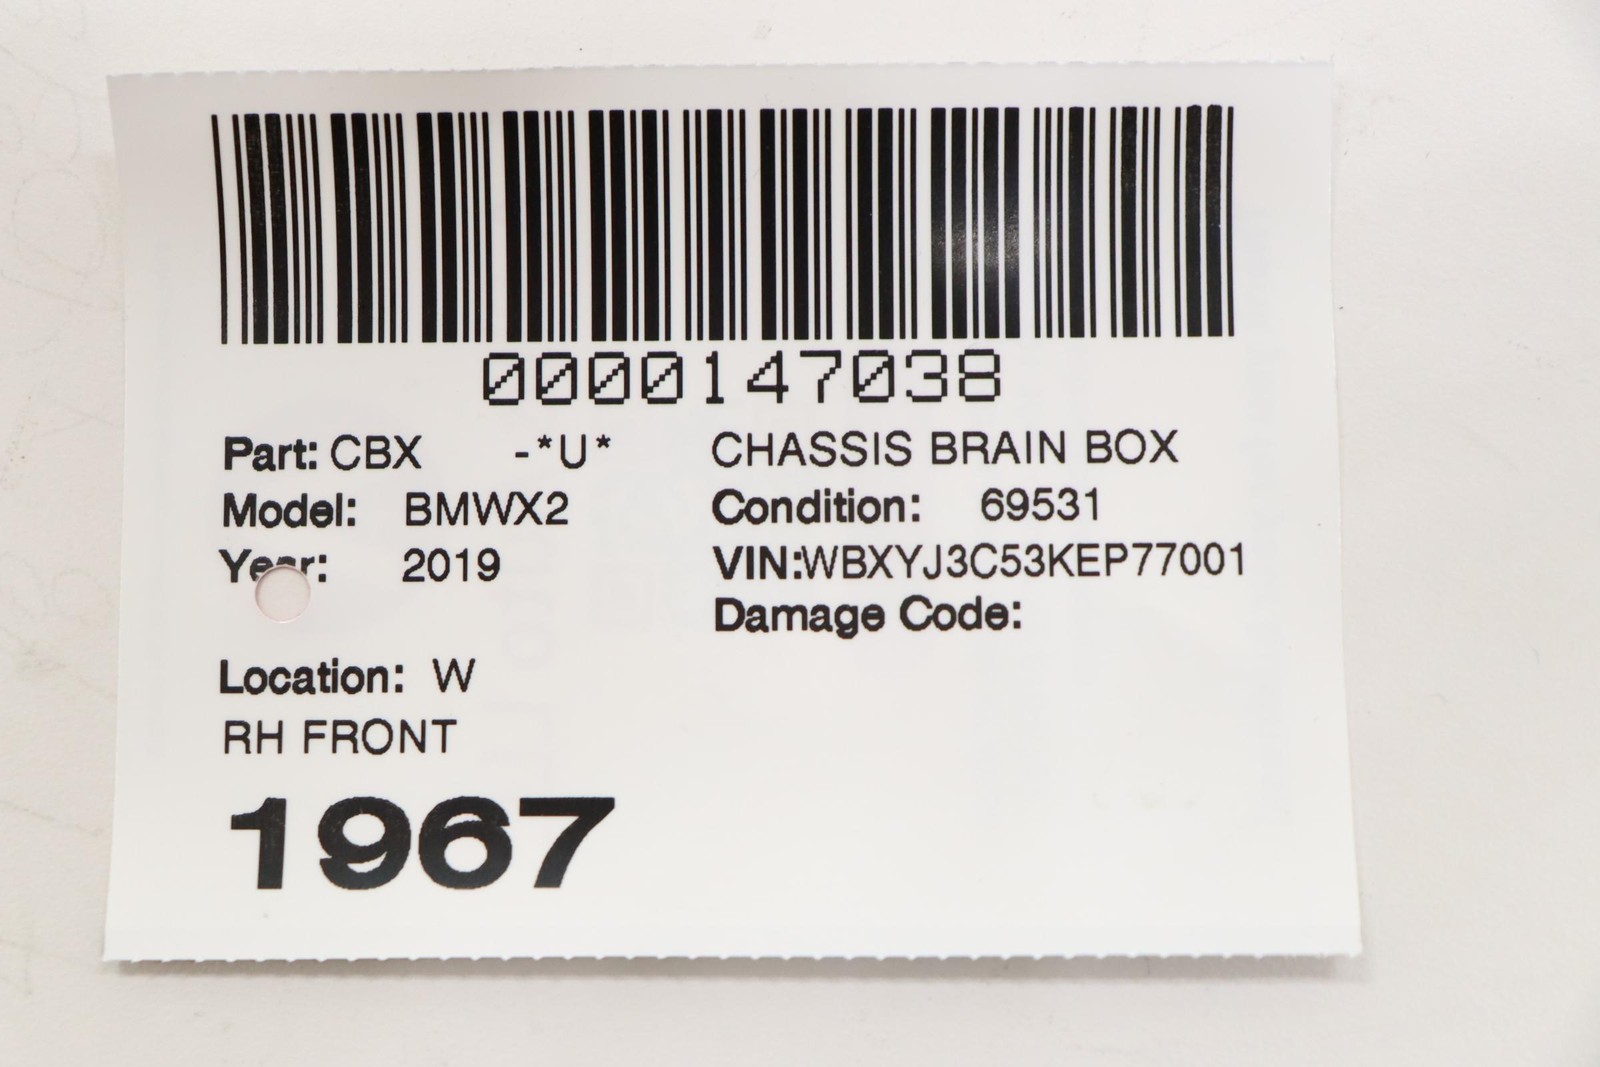 0000147038
Part: CBX -*U* CHASSIS BRAIN BOX
Model: BMWX2 Condition: 69531
Year: 2019 VIN:WBXYJ3C53KEP77001
Damage Code:
Location: W
RH FRONT
1967